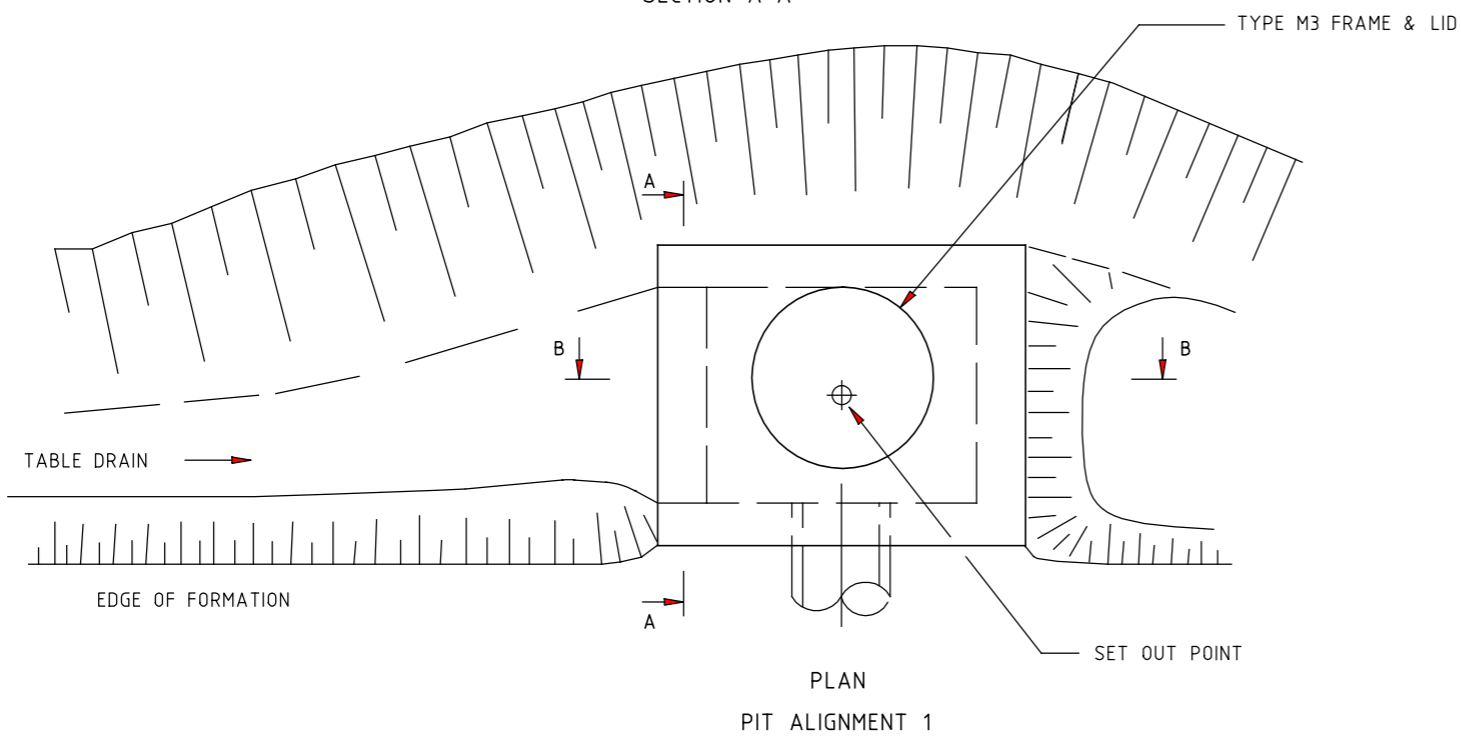 SECTION A-A
TYPE M3 FRAME & LID
A
B
B
TABLE DRAIN
EDGE OF FORMATION
A
SET OUT POINT
PLAN
PIT ALIGNMENT 1